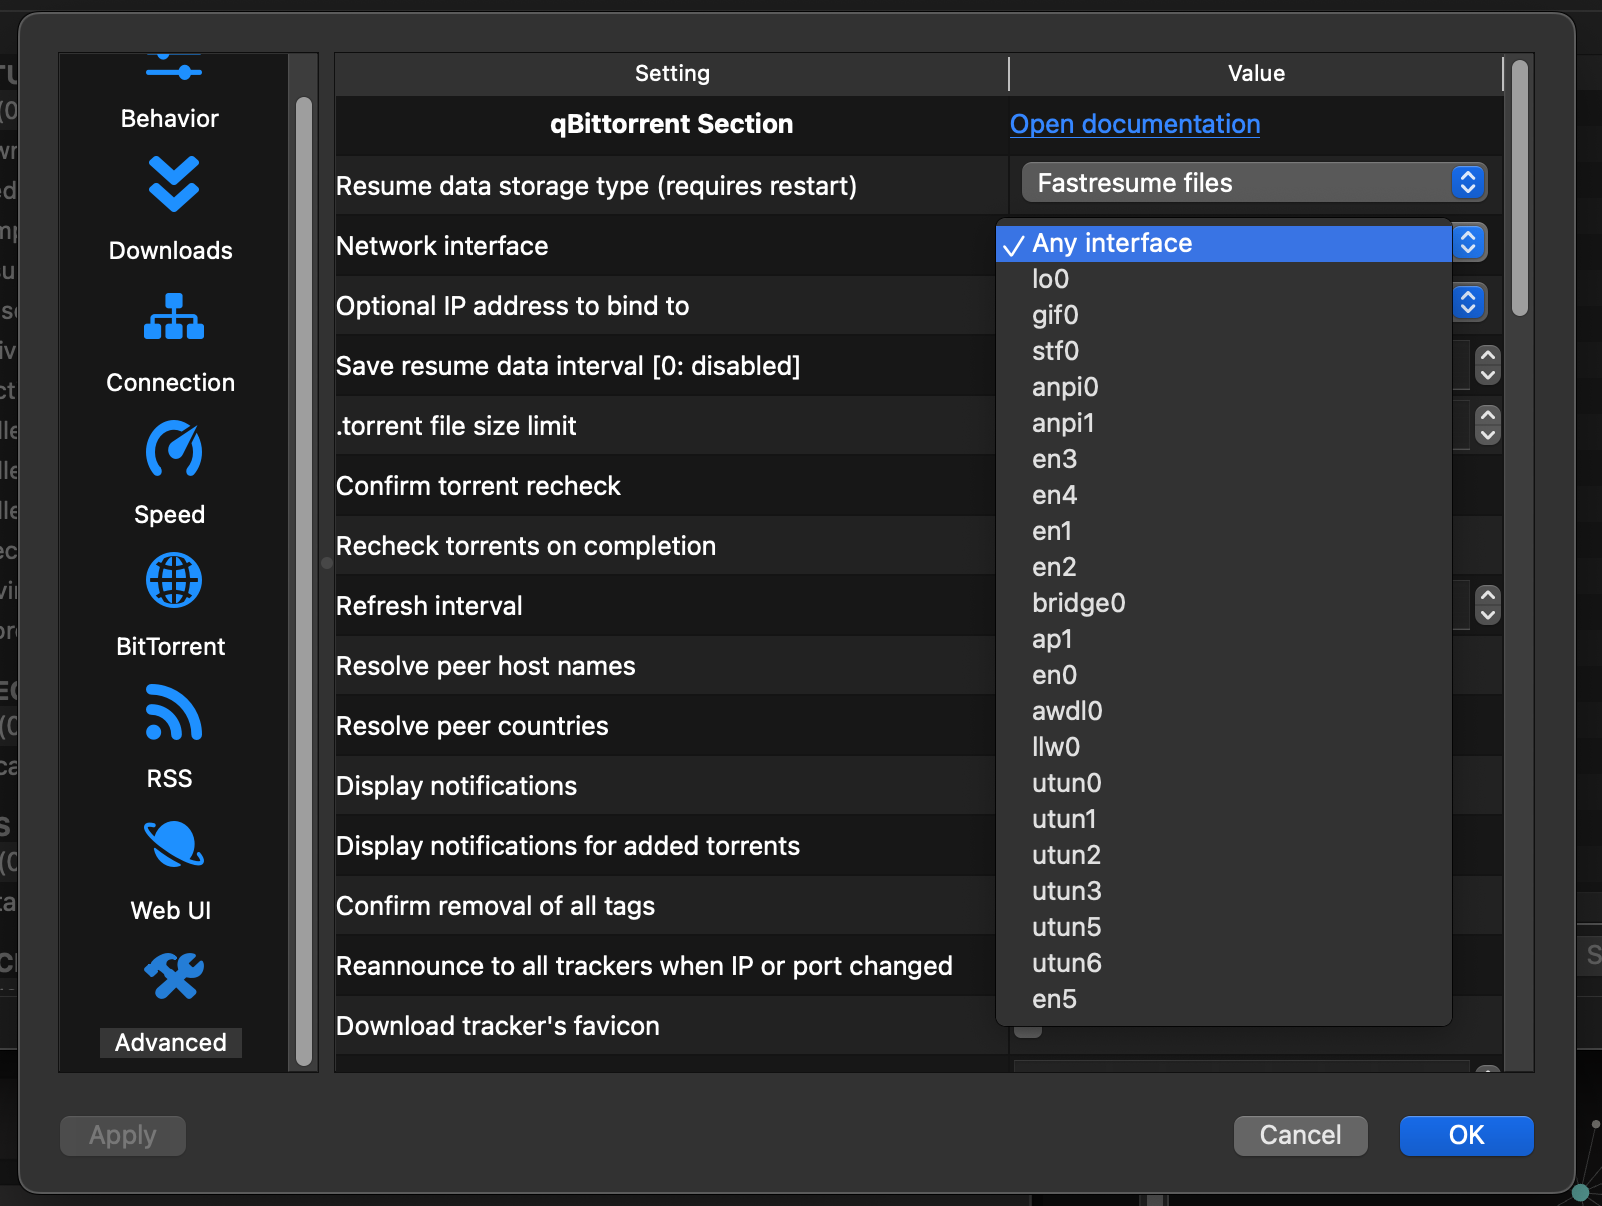 Behavior
Downloads
Connection
Speed
BitTorrent
RSS
Web UI
Advanced
Setting Value
qBittorrent Section Open documentation
Resume data storage type (requires restart) Fastresume files
Network interface
Optional IP address to bind to
Save resume data interval [0: disabled]
.torrent file size limit
Confirm torrent recheck
Recheck torrents on completion
Refresh interval
Resolve peer host names
Resolve peer countries
Display notifications
Display notifications for added torrents
Confirm removal of all tags
Reannounce to all trackers when IP or port changed
Download tracker's favicon
✓ Any interface
lo0
gif0
stf0
anpi0
anpi1
en3
en4
en1
en2
bridge0
ap1
en0
awdl0
llw0
utun0
utun1
utun2
utun3
utun5
utun6
en5
Apply
Cancel
OK